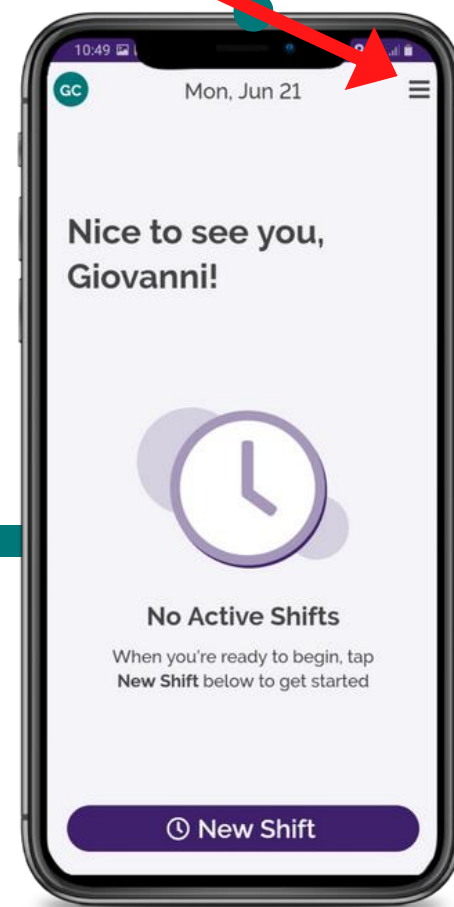 10:49
GC Mon, Jun 21
Nice to see you,
Giovanni!
No Active Shifts
When you're ready to begin, tap
New Shift below to get started
New Shift